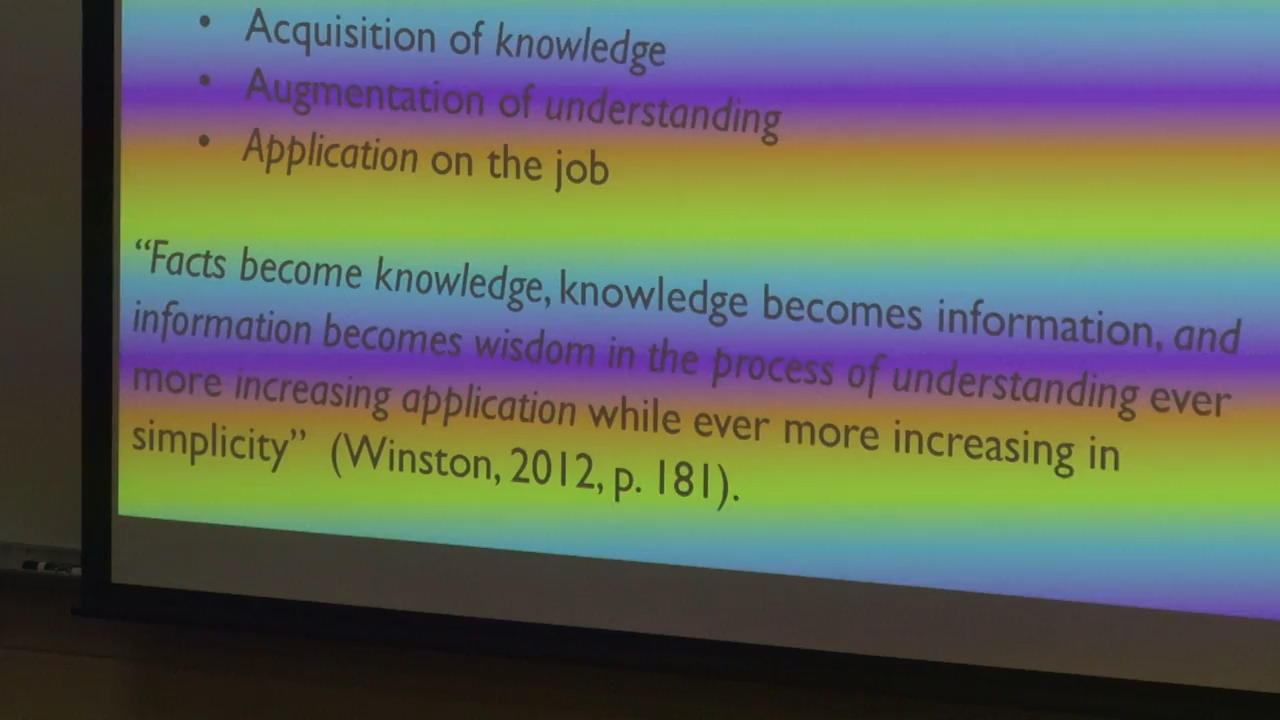 • Acquisition of knowledge
• Augmentation of understanding
• Application on the job
“Facts become knowledge, knowledge becomes information, and
information becomes wisdom in the process of understanding ever
more increasing application while ever more increasing in
simplicity” (Winston, 2012, p. 181).